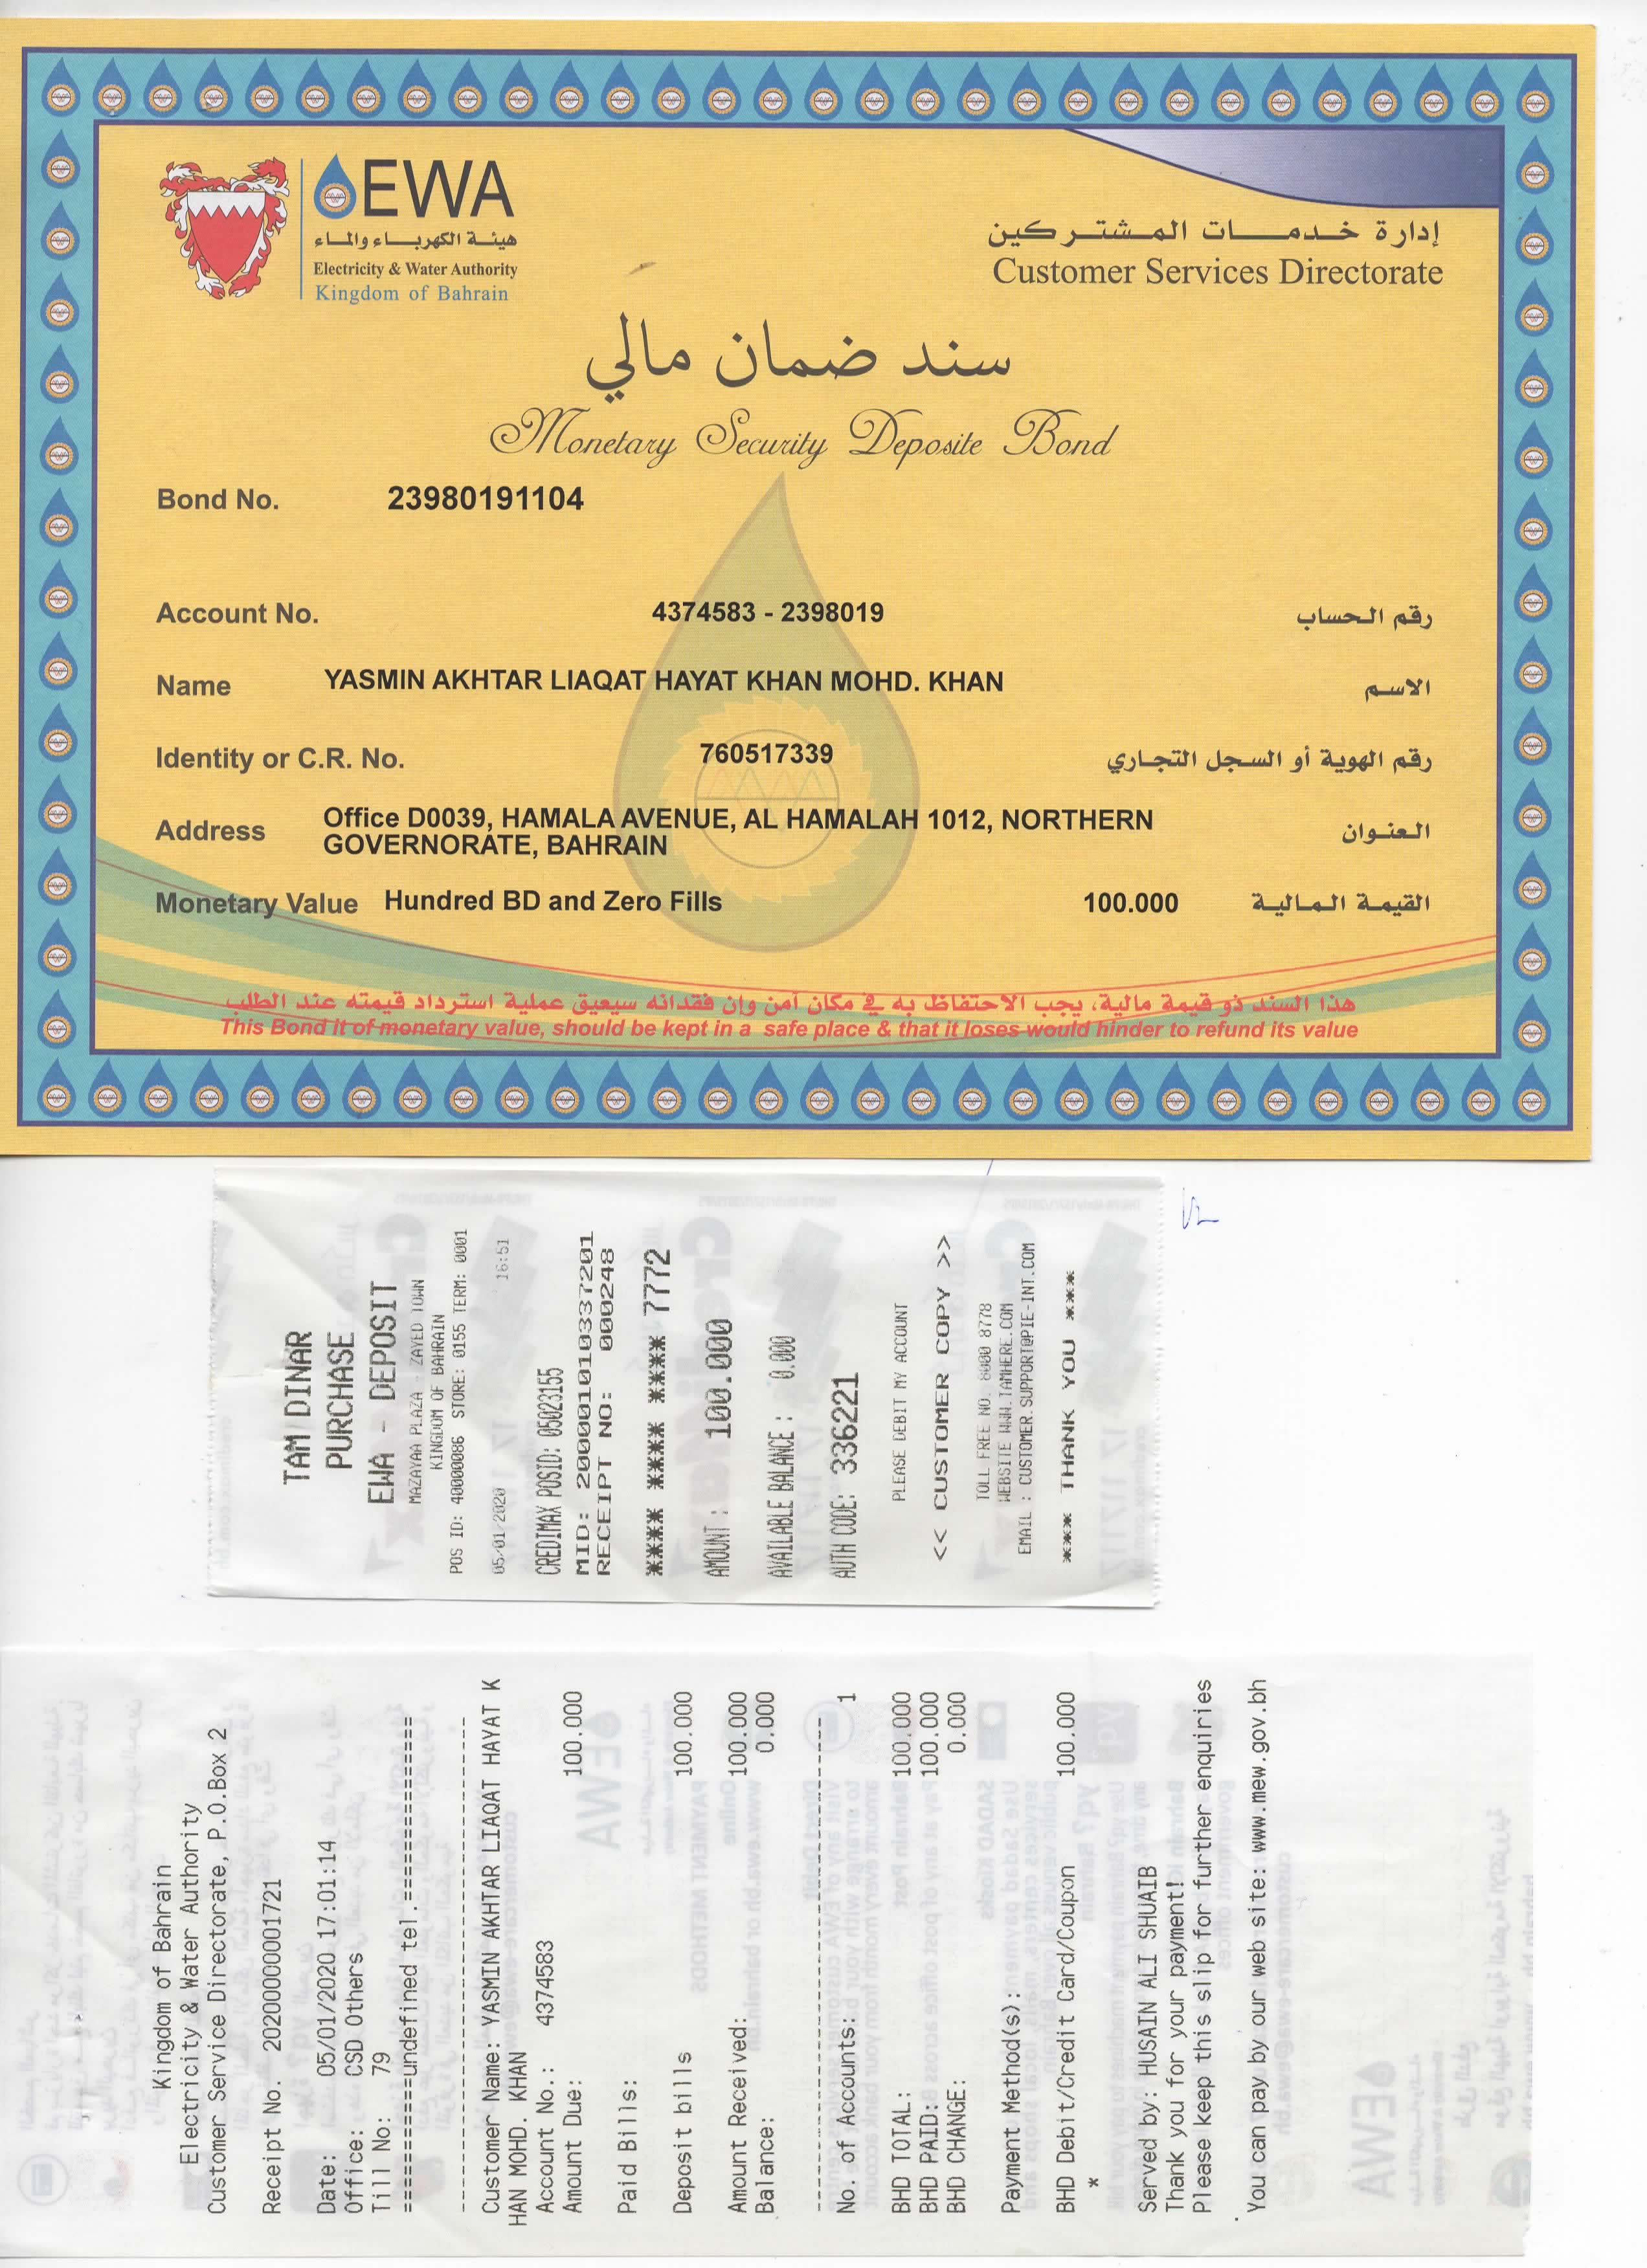 EWA
هيئة الكهرباء والماء
Electricity & Water Authority
Kingdom of Bahrain
إدارة خدمات المشتركين
Customer Services Directorate
سند ضمان مالي
Monetary Security Deposite Bond
Bond No. 23980191104
Account No. 4374583 - 2398019 رقم الحساب
Name YASMIN AKHTAR LIAQAT HAYAT KHAN MOHD. KHAN الاسم
Identity or C.R. No. 760517339 رقم الهوية أو السجل التجاري
Address Office D0039, HAMALA AVENUE, AL HAMALAH 1012, NORTHERN العنوان
GOVERNORATE, BAHRAIN
Monetary Value Hundred BD and Zero Fills 100.000 القيمة المالية
هذا السند ذو قيمة مالية، يجب الاحتفاظ به في مكان آمن وإن فقدانه سيعيق عملية استرداد قيمته عند الطلب
This Bond it of monetary value, should be kept in a safe place & that it loses would hinder to refund its value
TAM DINAR
PURCHASE
EWA - DEPOSIT
MAZAYAA PLAZA - ZAYED TOWN
KINGDOM OF BAHRAIN
POS ID: 40000086 STORE: 0155 TERM: 0001
05/01/2020 16:51
CREDIMAX POSID: 05023155
MID: 2000010103372​01
RECEIPT NO: 000248
**** **** **** 7772
AMOUNT : 100.000
AVAILABLE BALANCE : 0.000
AUTH CODE: 336221
PLEASE DEBIT MY ACCOUNT
<< CUSTOMER COPY >>
TOLL FREE NO. 8000 8778
WEBSITE WWW.TAMHERE.COM
EMAIL : CUSTOMER.SUPPORT@PIE-INT.COM
**** THANK YOU ****
Kingdom of Bahrain
Electricity & Water Authority
Customer Service Directorate, P.O.Box 2
Receipt No. 2020000001721
Date: 05/01/2020 17:01:14
Office: CSD Others
Till No: 79
=========undefined tel.==============
Customer Name: YASMIN AKHTAR LIAQAT HAYAT K
HAN MOHD. KHAN
Account No.: 4374583
Amount Due: 100.000
Paid Bills:
Deposit bills 100.000
Amount Received: 100.000
Balance: 0.000
No. of Accounts: 1
BHD TOTAL: 100.000
BHD PAID: 100.000
BHD CHANGE: 0.000
Payment Method(s):
BHD Debit/Credit Card/Coupon 100.000
*
Served by: HUSAIN ALI SHUAIB
Thank you for your payment!
Please keep this slip for further enquiries
You can pay by our web site: www.mew.gov.bh